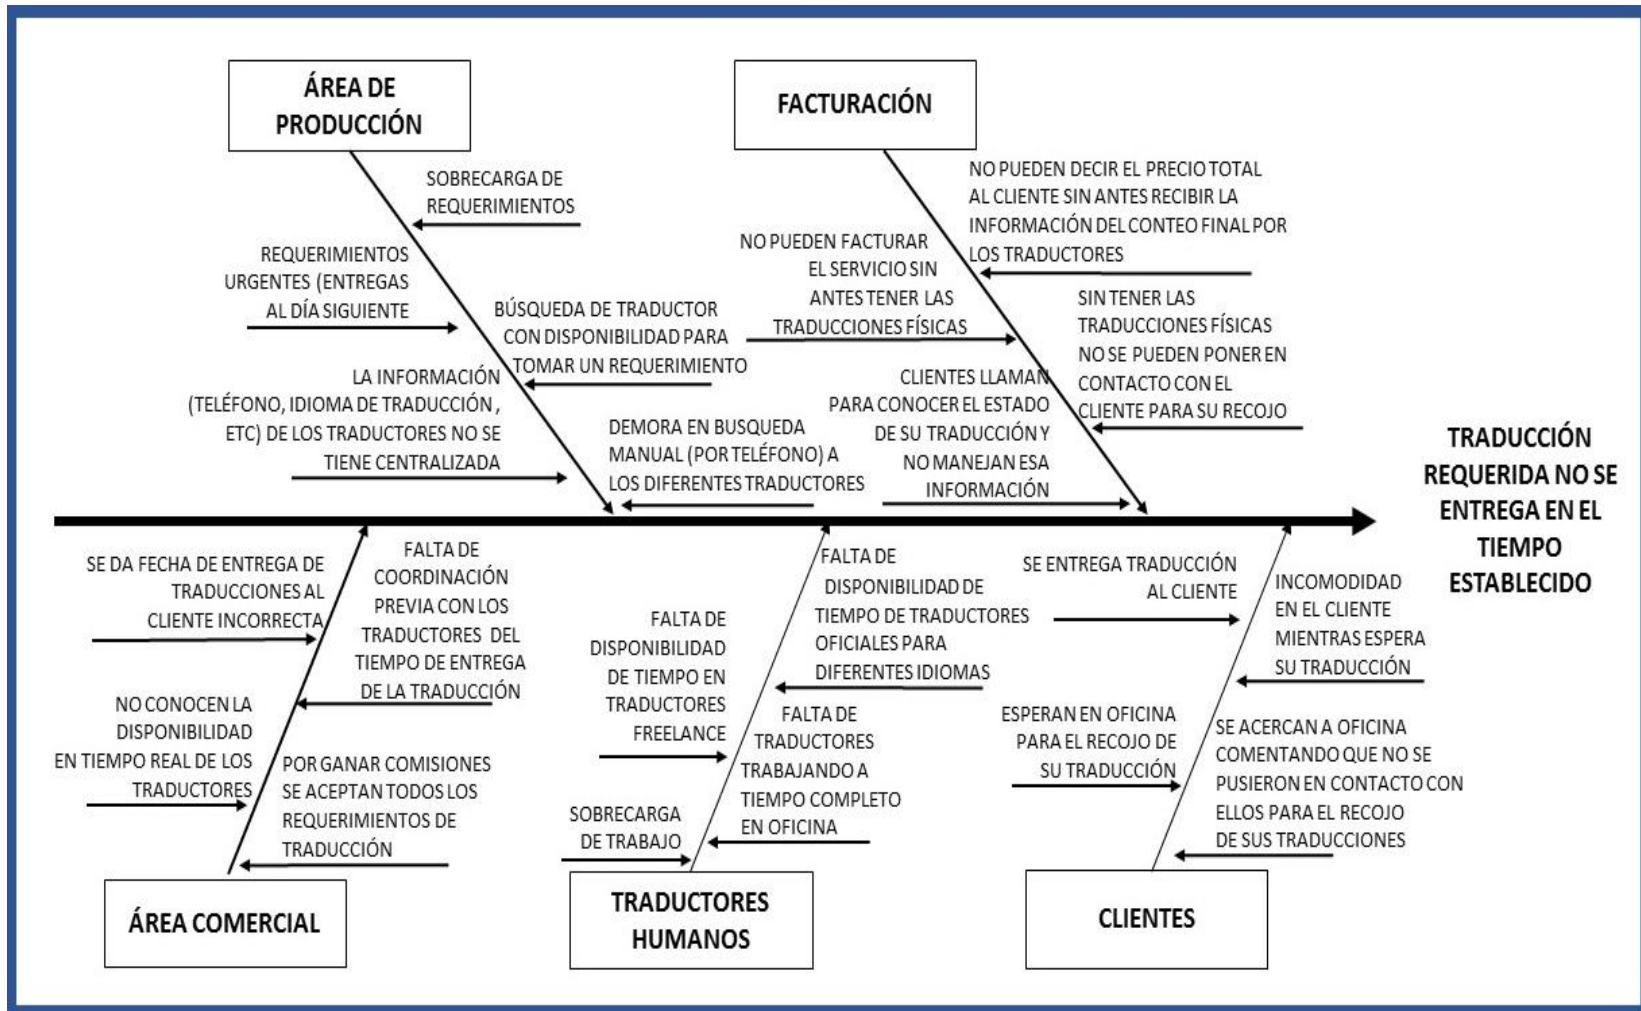 ÁREA DE
PRODUCCIÓN
FACTURACIÓN
SOBRECARGA DE
REQUERIMIENTOS
REQUERIMIENTOS
URGENTES (ENTREGAS
AL DÍA SIGUIENTE
BÚSQUEDA DE TRADUCTOR
CON DISPONIBILIDAD PARA
TOMAR UN REQUERIMIENTO
LA INFORMACIÓN
(TELÉFONO, IDIOMA DE TRADUCCIÓN ,
ETC) DE LOS TRADUCTORES NO SE
TIENE CENTRALIZADA
DEMORA EN BUSQUEDA
MANUAL (POR TELÉFONO) A
LOS DIFERENTES TRADUCTORES
NO PUEDEN DECIR EL PRECIO TOTAL
AL CLIENTE SIN ANTES RECIBIR LA
INFORMACIÓN DEL CONTEO FINAL POR
LOS TRADUCTORES
NO PUEDEN FACTURAR
EL SERVICIO SIN
ANTES TENER LAS
TRADUCCIONES FÍSICAS
SIN TENER LAS
TRADUCCIONES FÍSICAS
NO SE PUEDEN PONER EN
CONTACTO CON EL
CLIENTE PARA SU RECOJO
CLIENTES LLAMAN
PARA CONOCER EL ESTADO
DE SU TRADUCCIÓN Y
NO MANEJAN ESA
INFORMACIÓN
TRADUCCIÓN
REQUERIDA NO SE
ENTREGA EN EL
TIEMPO
ESTABLECIDO
SE DA FECHA DE ENTREGA DE
TRADUCCIONES AL
CLIENTE INCORRECTA
FALTA DE
COORDINACIÓN
PREVIA CON LOS
TRADUCTORES DEL
TIEMPO DE ENTREGA
DE LA TRADUCCIÓN
NO CONOCEN LA
DISPONIBILIDAD
EN TIEMPO REAL DE LOS
TRADUCTORES
POR GANAR COMISIONES
SE ACEPTAN TODOS LOS
REQUERIMIENTOS DE
TRADUCCIÓN
ÁREA COMERCIAL
FALTA DE
DISPONIBILIDAD DE
TIEMPO DE TRADUCTORES
OFICIALES PARA
DIFERENTES IDIOMAS
FALTA DE
DISPONIBILIDAD
DE TIEMPO EN
TRADUCTORES
FREELANCE
FALTA DE
TRADUCTORES
TRABAJANDO A
TIEMPO COMPLETO
EN OFICINA
SOBRECARGA
DE TRABAJO
TRADUCTORES
HUMANOS
SE ENTREGA TRADUCCIÓN
AL CLIENTE
INCOMODIDAD
EN EL CLIENTE
MIENTRAS ESPERA
SU TRADUCCIÓN
ESPERAN EN OFICINA
PARA EL RECOJO DE
SU TRADUCCIÓN
SE ACERCAN A OFICINA
COMENTANDO QUE NO SE
PUSIERON EN CONTACTO CON
ELLOS PARA EL RECOJO
DE SUS TRADUCCIONES
CLIENTES